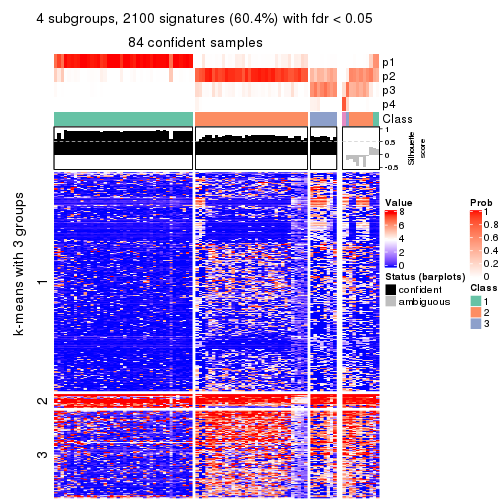 4 subgroups, 2100 signatures (60.4%) with fdr < 0.05
84 confident samples
p1
p2
p3
p4
Class
1
0.5
0
-0.5
Silhouette
score
k-means with 3 groups
1
2
3
Value
8
6
4
2
0
Status (barplots)
confident
ambiguous
Prob
1
0.8
0.6
0.4
0.2
0
Class
1
2
3